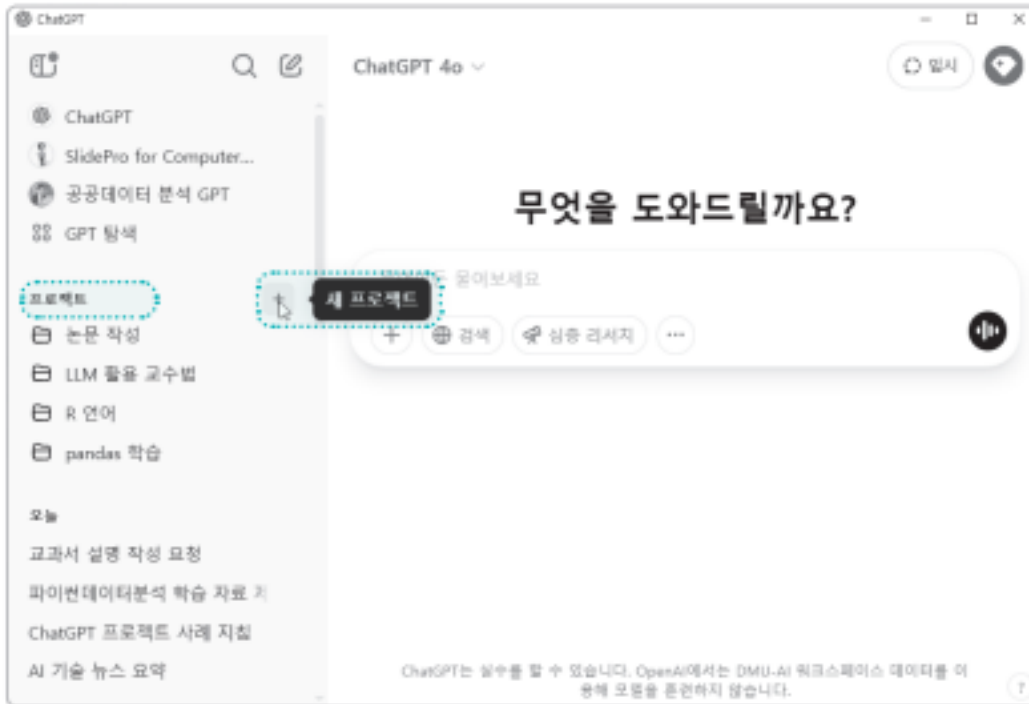 ChatGPT
ChatGPT 4o
임시
ChatGPT
SlidePro for Computer...
공공데이터 분석 GPT
GPT 탐색
무엇을 도와드릴까요?
물어보세요
프로젝트
새 프로젝트
검색
심층 리서치
논문 작성
LLM 활용 교수법
R 언어
pandas 학습
오늘
교과서 설명 작성 요청
파이썬데이터분석 학습 자료
ChatGPT 프로젝트 사례 지침
AI 기술 뉴스 요약
ChatGPT는 실수를 할 수 있습니다. OpenAI에서는 DMU-AI 워크스페이스 데이터를 이
용해 모델을 훈련하지 않습니다.
?